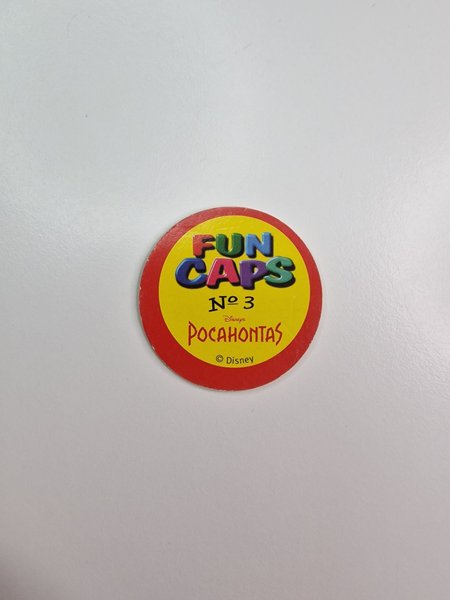 FUN
CAPS
Nº 3
Disney's
POCAHONTAS
© Disney